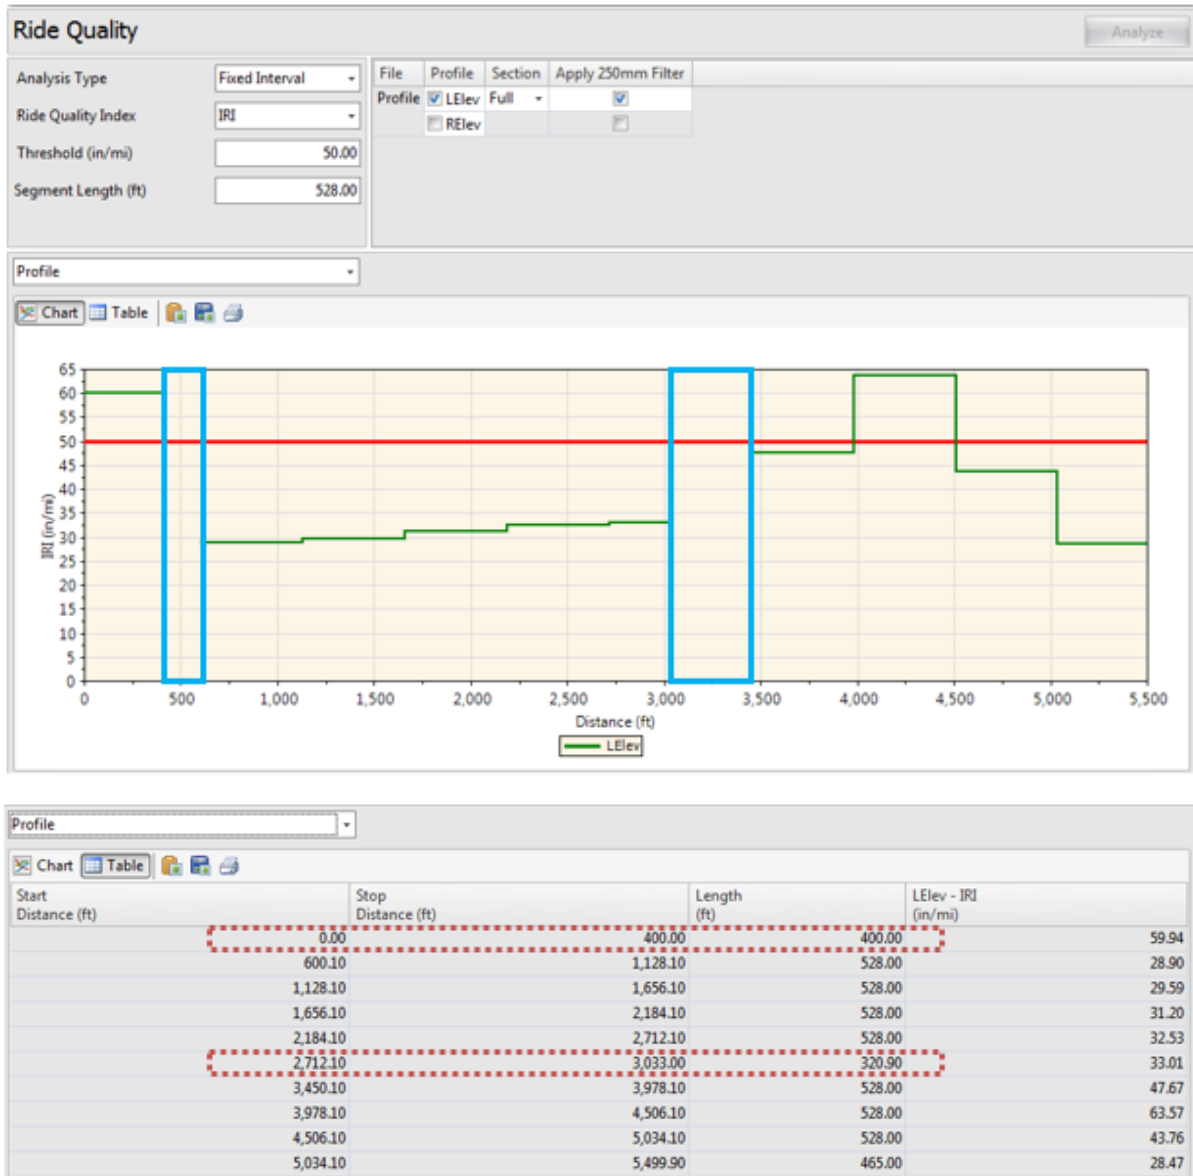 Ride Quality
Analyze
Analysis Type Fixed Interval
Ride Quality Index IRI
Threshold (in/mi) 50.00
Segment Length (ft) 528.00
File Profile Section Apply 250mm Filter
Profile LElev Full
RElev
Profile
Chart Table
65
60
55
50
45
40
35
30
25
20
15
10
5
0
IRI (in/mi)
0 500 1,000 1,500 2,000 2,500 3,000 3,500 4,000 4,500 5,000 5,500
Distance (ft)
LElev
Profile
Chart Table
Start Stop Length LElev - IRI
Distance (ft) Distance (ft) (ft) (in/mi)
0.00 400.00 400.00 59.94
600.10 1,128.10 528.00 28.90
1,128.10 1,656.10 528.00 29.59
1,656.10 2,184.10 528.00 31.20
2,184.10 2,712.10 528.00 32.53
2,712.10 3,033.00 320.90 33.01
3,450.10 3,978.10 528.00 47.67
3,978.10 4,506.10 528.00 63.57
4,506.10 5,034.10 528.00 43.76
5,034.10 5,499.90 465.00 28.47